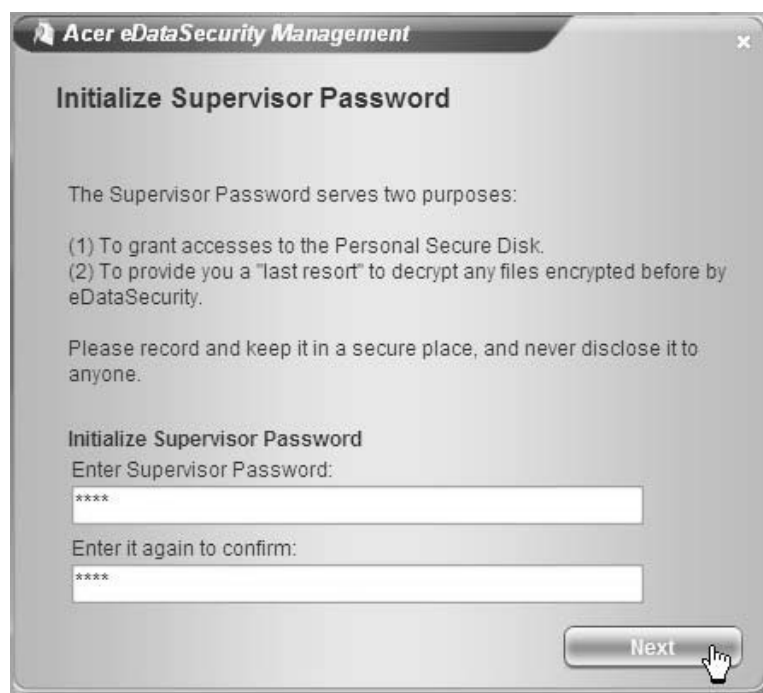 Acer eDataSecurity Management
×
Initialize Supervisor Password
The Supervisor Password serves two purposes:
(1) To grant accesses to the Personal Secure Disk.
(2) To provide you a "last resort" to decrypt any files encrypted before by
eDataSecurity.
Please record and keep it in a secure place, and never disclose it to
anyone.
Initialize Supervisor Password
Enter Supervisor Password:
****
Enter it again to confirm:
****
Next